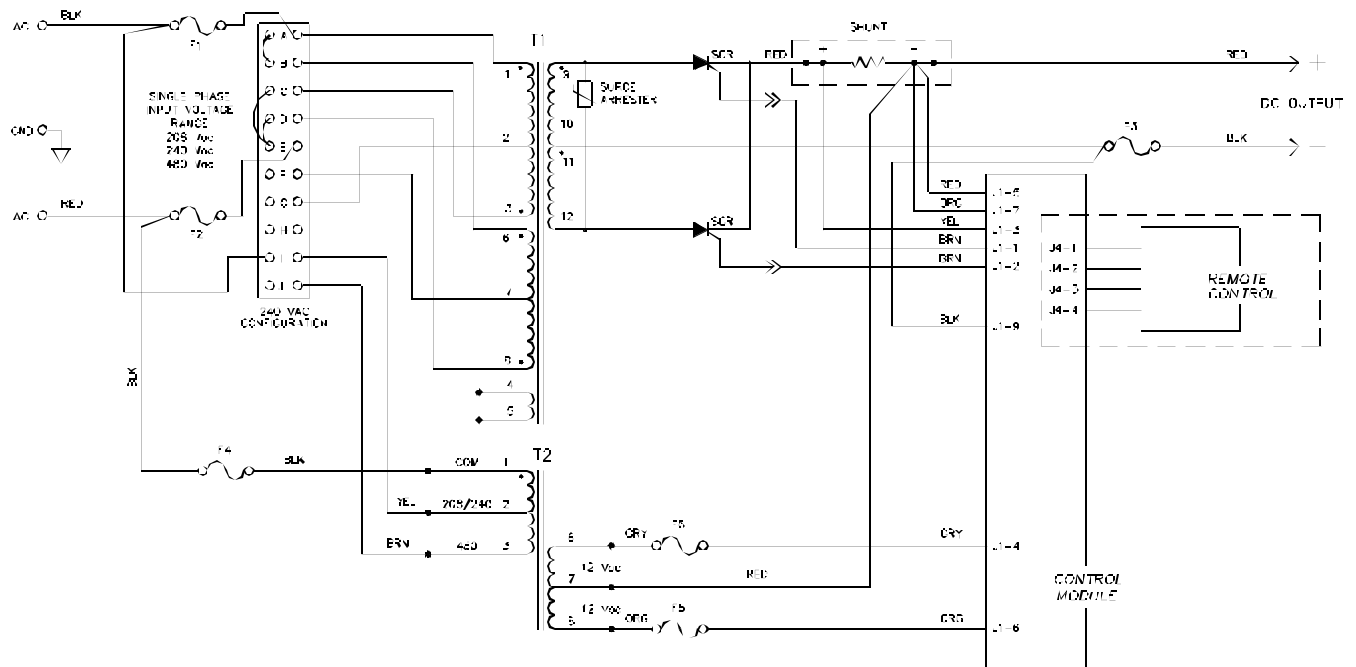 AC
BLK
F1
A
B
T1
SHUNT
+
-
RED
SCR
RED
+
1
9
SURGE
ARRESTER
SINGLE PHASE
INPUT VOLTAGE
RANGE
208 Vac
240 Vac
480 Vac
DC OUTPUT
GND
10
2
11
F3
BLK
AC
RED
F2
3
12
6
SCR
RED
J1-5
ORG
J1-7
YEL
J1-3
BRN
J1-1
BRN
J1-2
J4-1
J4-2
J4-3
J4-4
REMOTE
CONTROL
7
240 VAC
CONFIGURATION
BLK
J1-9
8
4
5
BLK
T2
F4
BLK
COM
1
YEL
208/240
2
BRN
480
3
6
GRY
F5
GRY
J1-4
12 Vac
7
RED
12 Vac
8
ORG
ORG
J1-6
CONTROL
MODULE